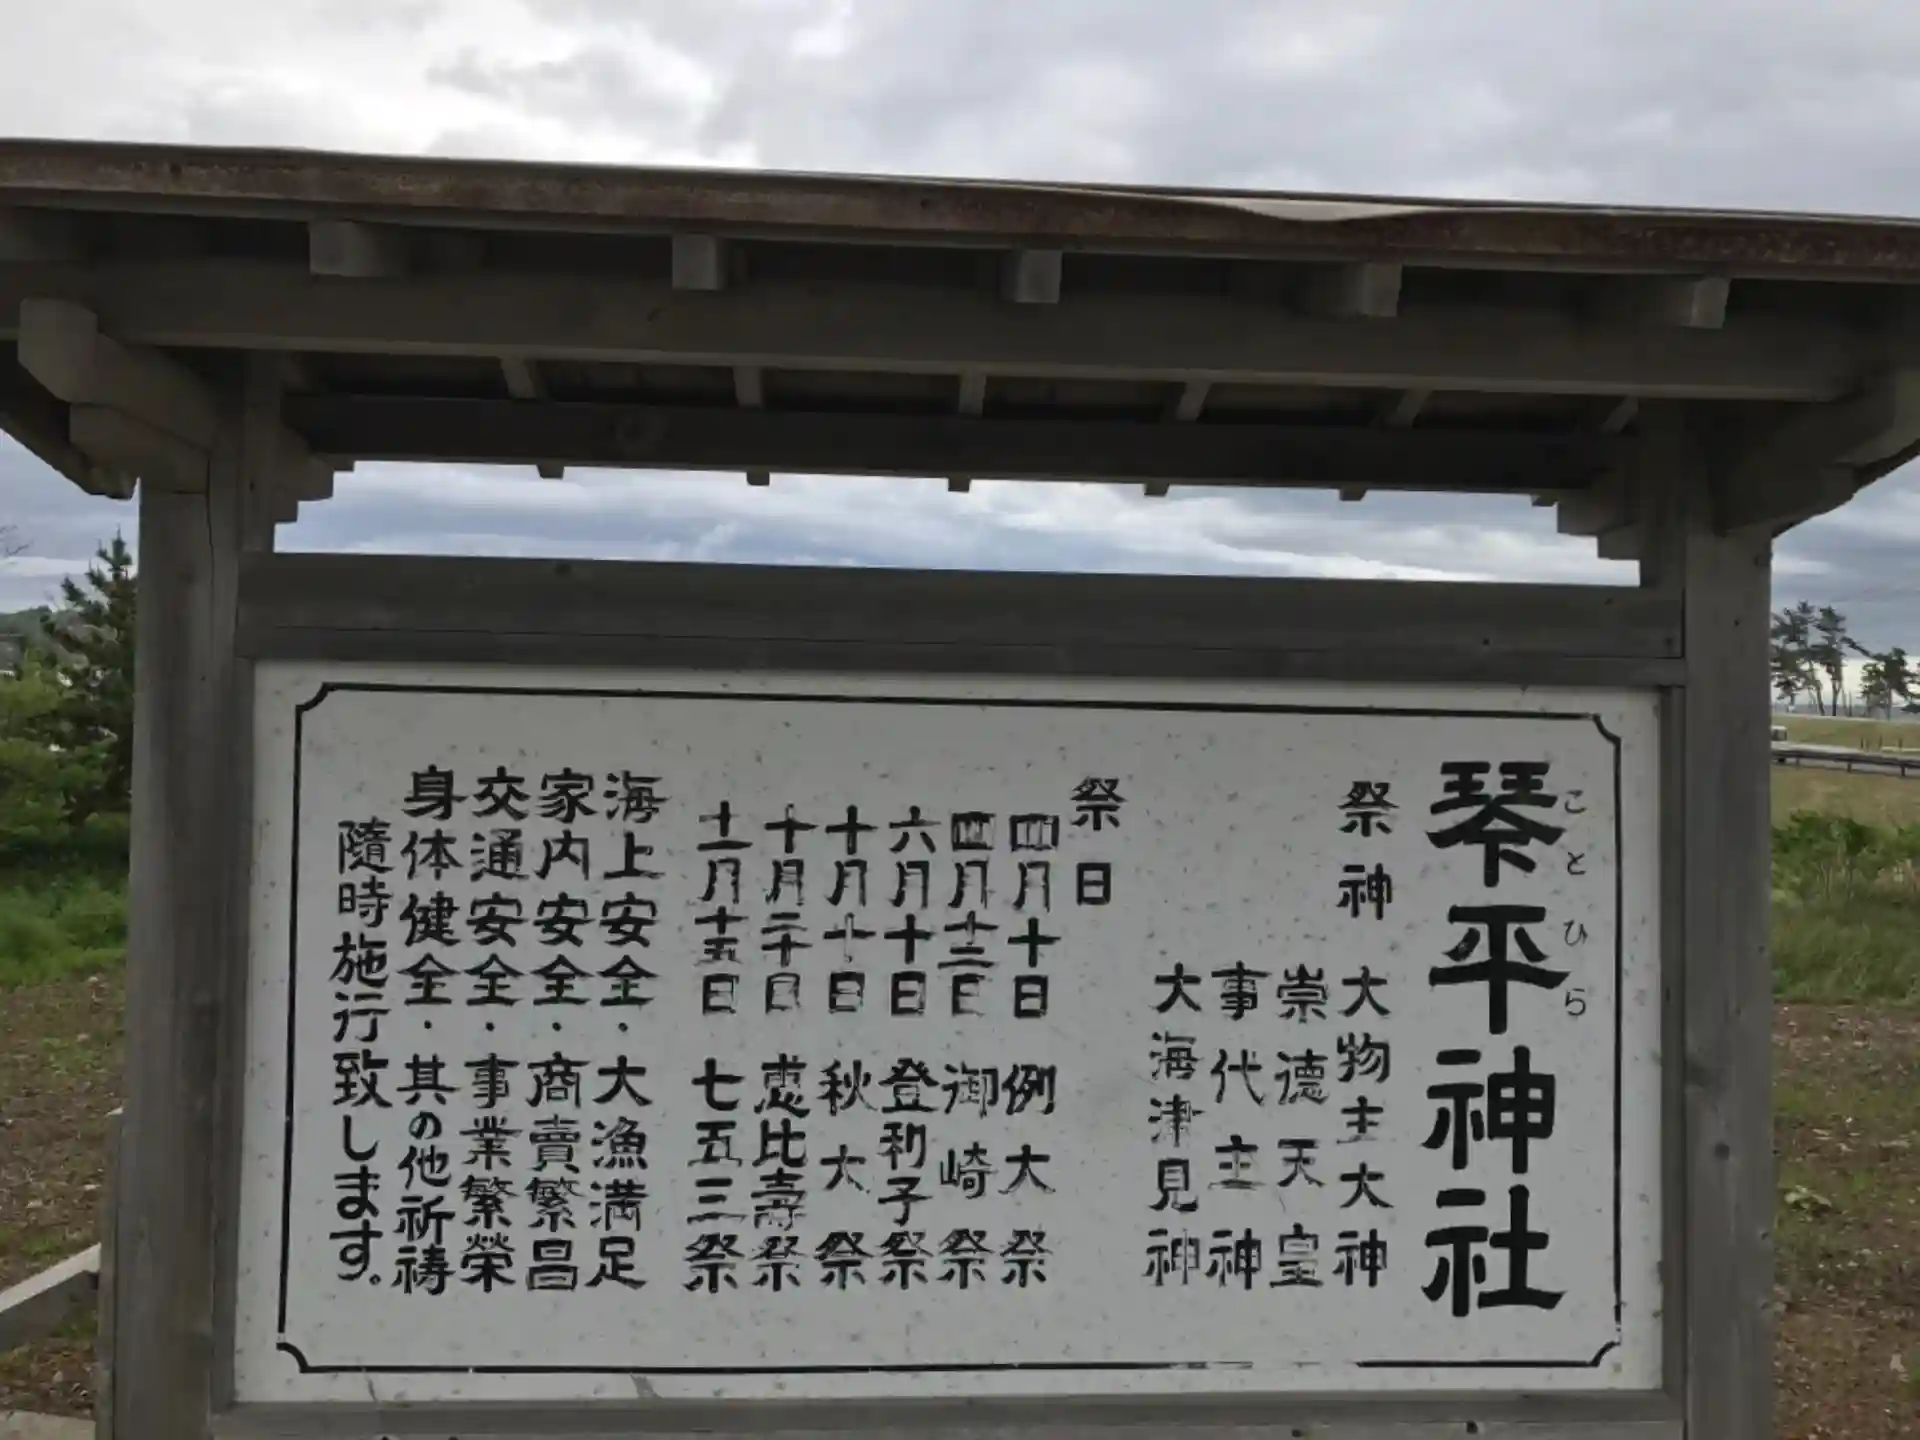 琴平神社
ことひら
祭神 大物主大神
崇德天皇
事代主神
大海津見神
祭日
四月十日 例大祭
四月十三日 御崎祭
六月十日 登利子祭
十月十日 秋大祭
十月二十日 恵比壽祭
十一月十五日 七五三祭
海上安全・大漁満足
家内安全・商賣繁昌
交通安全・事業繁榮
身体健全・其の他祈祷
隨時施行致します。